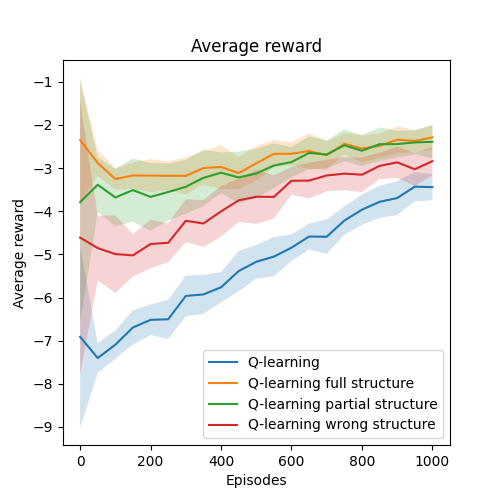 Average reward
−1
−2
−3
−4
−5
−6
−7
−8
−9
Average reward
Q-learning
Q-learning full structure
Q-learning partial structure
Q-learning wrong structure
0 200 400 600 800 1000
Episodes